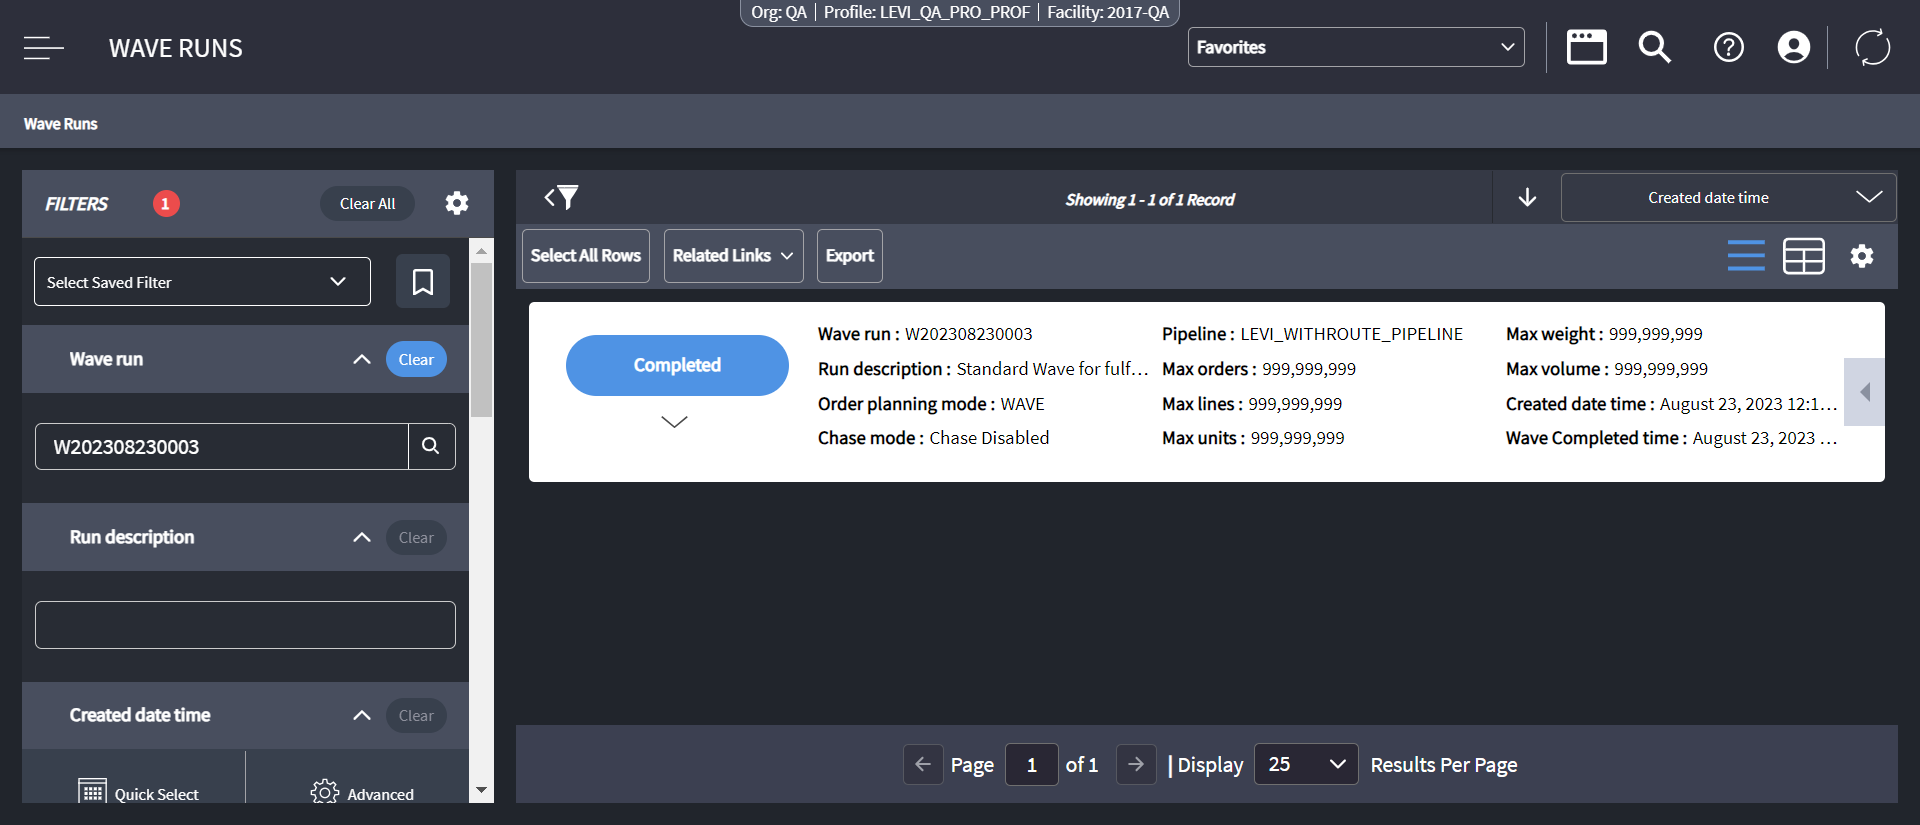 Org: QA | Profile: LEVI_QA_PRO_PROF | Facility: 2017-QA
WAVE RUNS
Favorites
Wave Runs
FILTERS
1
Clear All
Select Saved Filter
Wave run
Clear
W202308230003
Run description
Clear
Created date time
Clear
Quick Select
Advanced
Showing 1 - 1 of 1 Record
Created date time
Select All Rows
Related Links
Export
Completed
Wave run : W202308230003
Run description : Standard Wave for fulf...
Order planning mode : WAVE
Chase mode : Chase Disabled
Pipeline : LEVI_WITHROUTE_PIPELINE
Max orders : 999,999,999
Max lines : 999,999,999
Max units : 999,999,999
Max weight : 999,999,999
Max volume : 999,999,999
Created date time : August 23, 2023 12:1...
Wave Completed time : August 23, 2023 ...
Page 1 of 1 | Display 25 Results Per Page